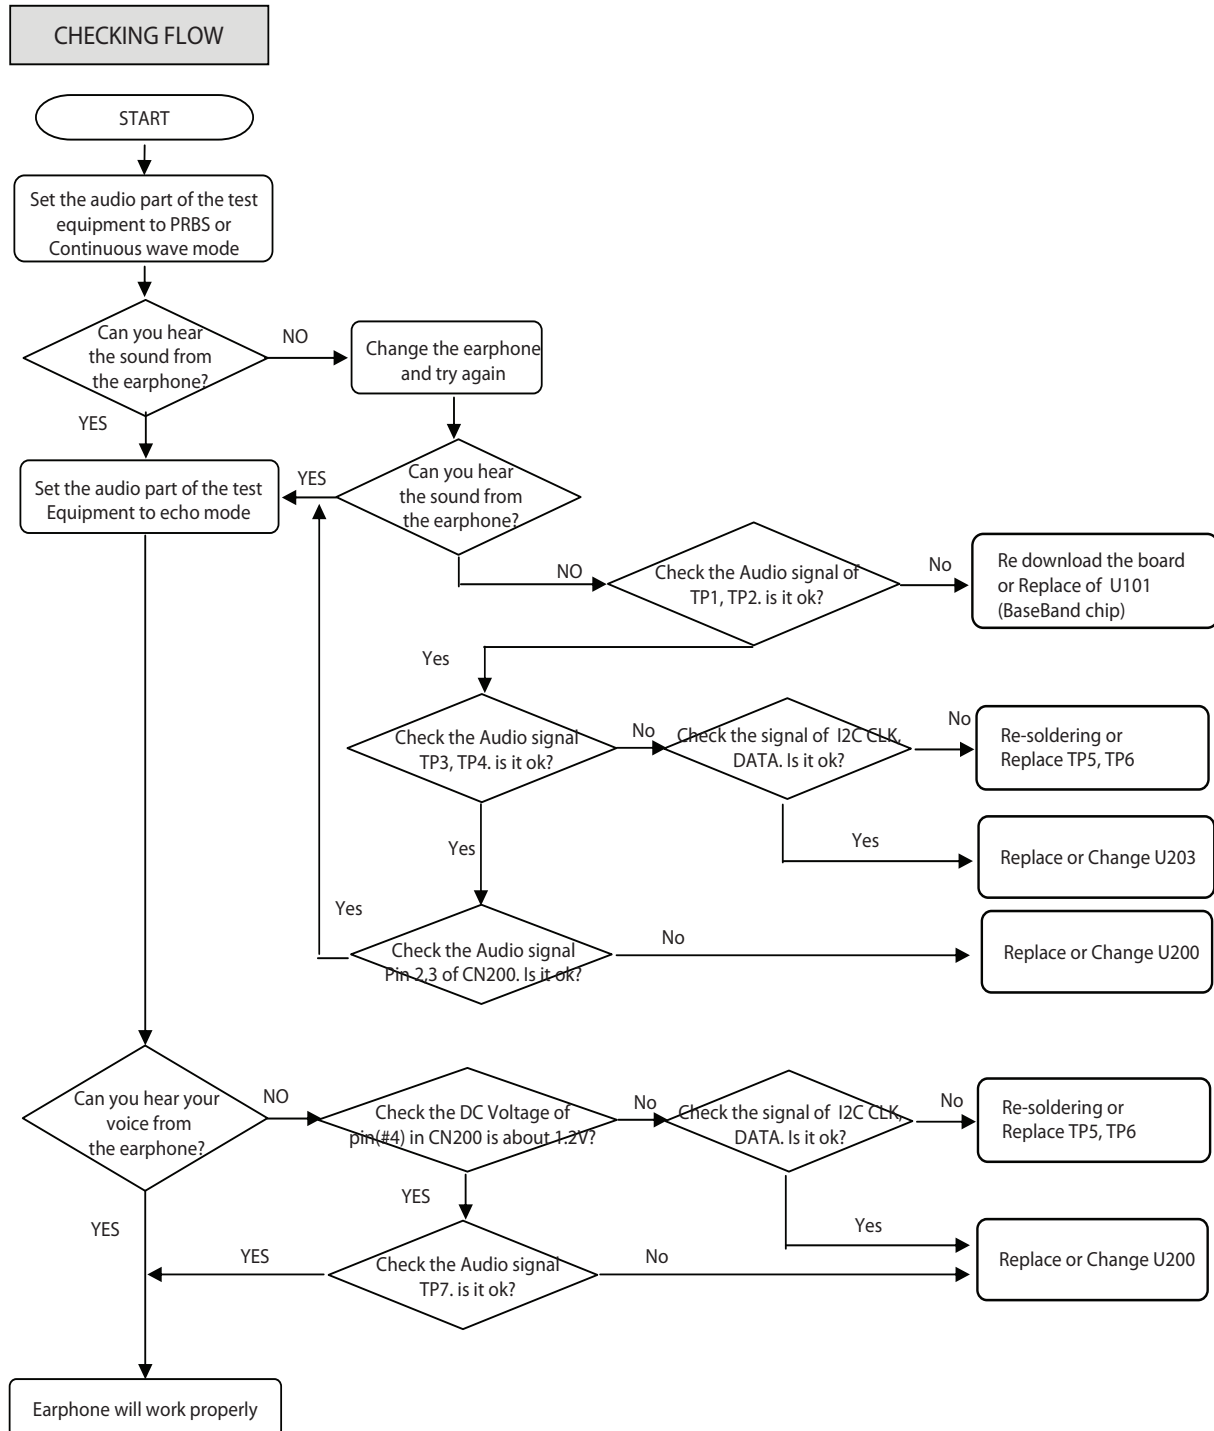 CHECKING FLOW
START
Set the audio part of the test
equipment to PRBS or
Continuous wave mode
Can you hear
the sound from
the earphone?
NO
Change the earphone
and try again
YES
Set the audio part of the test
Equipment to echo mode
YES
Can you hear
the sound from
the earphone?
NO
Check the Audio signal of
TP1, TP2. is it ok?
No
Re download the board
or Replace of U101
(BaseBand chip)
Yes
Check the Audio signal
TP3, TP4. is it ok?
No
Check the signal of I2C CLK,
DATA. Is it ok?
No
Re-soldering or
Replace TP5, TP6
Yes
Replace or Change U203
Yes
Yes
Check the Audio signal
Pin 2,3 of CN200. Is it ok?
No
Replace or Change U200
Can you hear your
voice from
the earphone?
NO
Check the DC Voltage of
pin(#4) in CN200 is about 1.2V?
No
Check the signal of I2C CLK,
DATA. Is it ok?
No
Re-soldering or
Replace TP5, TP6
YES
YES
Yes
Replace or Change U200
YES
Check the Audio signal
TP7. is it ok?
No
Earphone will work properly